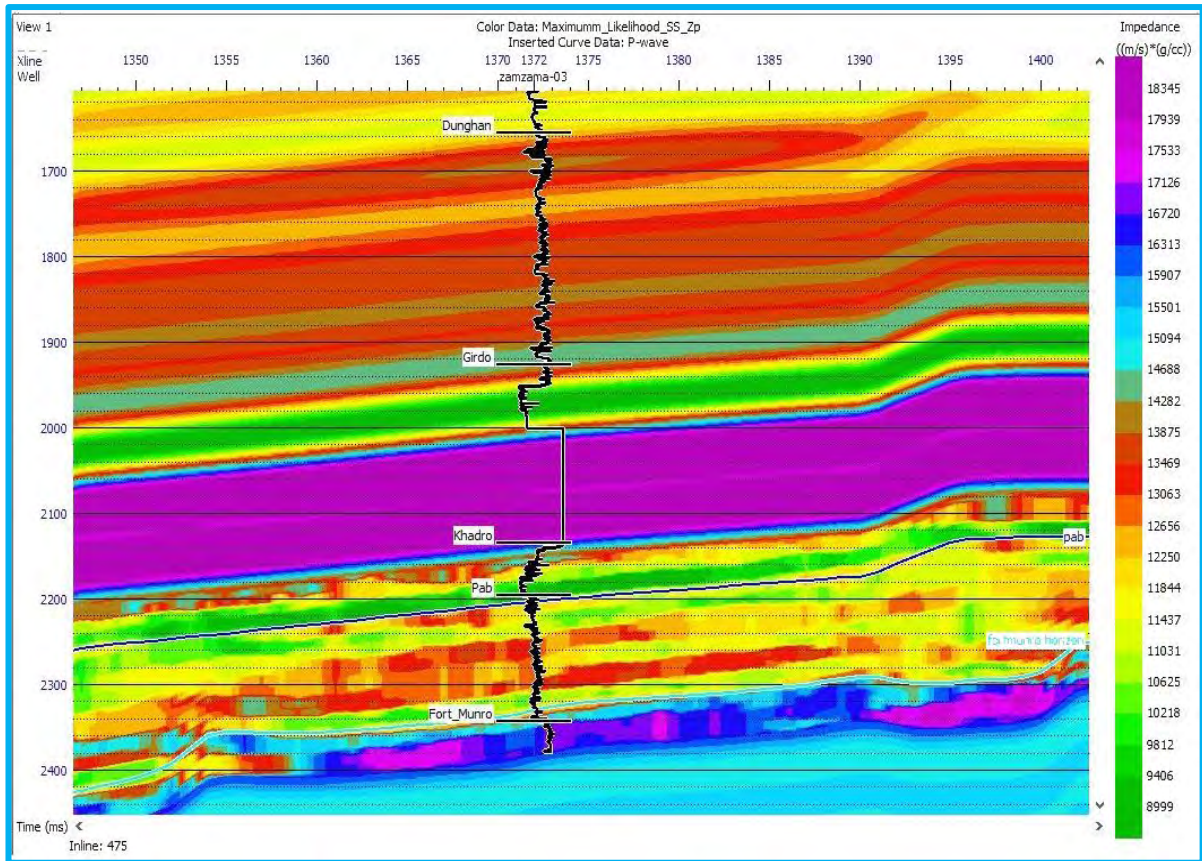 View 1
Color Data: Maximumm_Likelihood_SS_Zp
Inserted Curve Data: P-wave
Impedance
((m/s)*(g/cc))
Xline 1350 1355 1360 1365 1370 1372 1375 1380 1385 1390 1395 1400
Well zamzama-03
Dunghan
1700
1800
1900
Girdo
2000
2100
Khadro
pab
Pab
2200
ft munro horizon
2300
Fort_Munro
2400
Time (ms)
Inline: 475
18345
17939
17533
17126
16720
16313
15907
15501
15094
14688
14282
13875
13469
13063
12656
12250
11844
11437
11031
10625
10218
9812
9406
8999